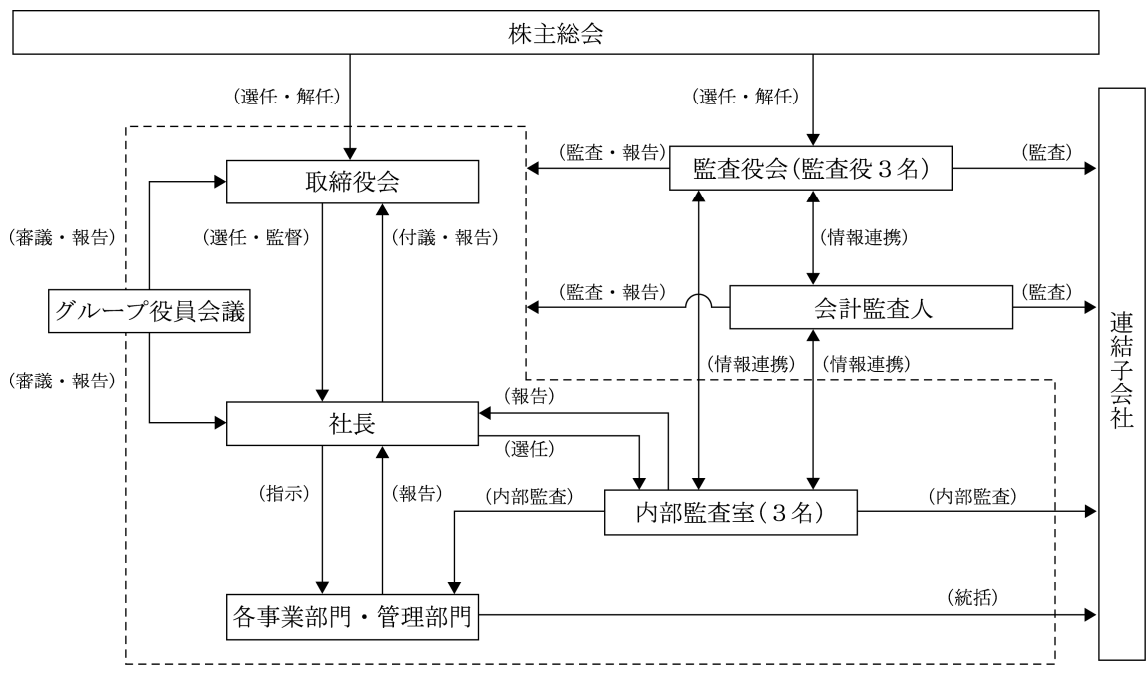 株主総会
(選任・解任)
(選任・解任)
(監査・報告)
監査役会(監査役３名)
(監査)
取締役会
(審議・報告)
(選任・監督)
(付議・報告)
(情報連携)
グループ役員会議
(監査・報告)
会計監査人
(監査)
連結子会社
(情報連携)
(情報連携)
(審議・報告)
社長
(報告)
(選任)
(指示)
(報告)
(内部監査)
内部監査室(３名)
(内部監査)
各事業部門・管理部門
(統括)